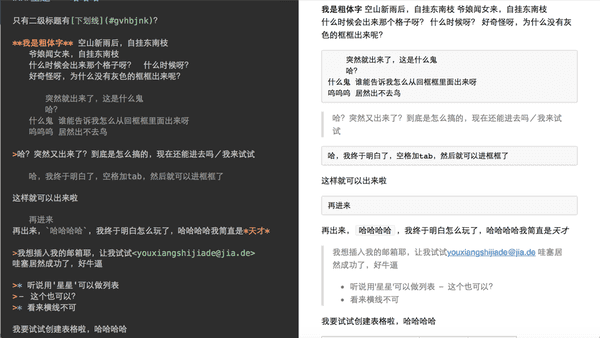 只有二级标题有[下划线](#gvhbjnk)?
**我是粗体字** 空山新雨后，自挂东南枝
爷娘闻女来，自挂东南枝
什么时候会出来那个格子呀? 什么时候呀?
好奇怪呀，为什么没有灰色的框框出来呢?
突然就出来了，这是什么鬼
哈?
什么鬼 谁能告诉我怎么从回框框里面出来呀
呜呜呜 居然出不去鸟
>哈? 突然又出来了? 到底是怎么搞的，现在还能进去吗／我来试试
哈，我终于明白了，空格加tab，然后就可以进框框了
这样就可以出来啦
再进来
再出来，`哈哈哈哈`，我终于明白怎么玩了，哈哈哈哈我简直是*天才*
>我想插入我的邮箱耶，让我试试<youxiangshijiade@jia.de>
哇塞居然成功了，好牛逼
>* 听说用'星星'可以做列表
>- 这个也可以?
>* 看来横线不可
我要试试创建表格啦，哈哈哈哈
我是粗体字 空山新雨后，自挂东南枝 爷娘闻女来，自挂东南枝
什么时候会出来那个格子呀? 什么时候呀? 好奇怪呀，为什么没有灰
色的框框出来呢?
突然就出来了，这是什么鬼
哈?
什么鬼 谁能告诉我怎么从回框框里面出来呀
呜呜呜 居然出不去鸟
哈? 突然又出来了? 到底是怎么搞的，现在还能进去吗／我来试
试
哈，我终于明白了，空格加tab，然后就可以进框框了
这样就可以出来啦
再进来
再出来，哈哈哈哈，我终于明白怎么玩了，哈哈哈哈我简直是天才
我想插入我的邮箱耶，让我试试youxiangshijiade@jia.de 哇塞居
然成功了，好牛逼
• 听说用'星星'可以做列表 - 这个也可以?
• 看来横线不可
我要试试创建表格啦，哈哈哈哈